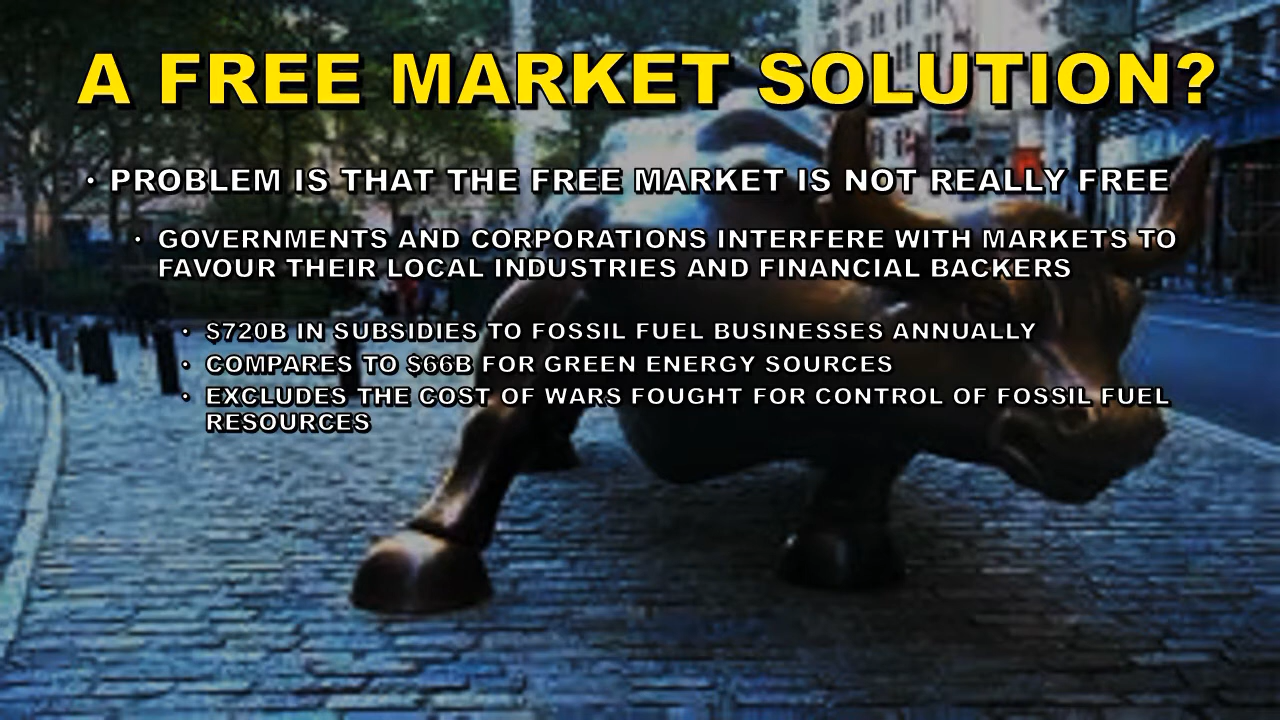 A FREE MARKET SOLUTION?
• PROBLEM IS THAT THE FREE MARKET IS NOT REALLY FREE
• GOVERNMENTS AND CORPORATIONS INTERFERE WITH MARKETS TO
FAVOUR THEIR LOCAL INDUSTRIES AND FINANCIAL BACKERS
• $720B IN SUBSIDIES TO FOSSIL FUEL BUSINESSES ANNUALLY
• COMPARES TO $66B FOR GREEN ENERGY SOURCES
• EXCLUDES THE COST OF WARS FOUGHT FOR CONTROL OF FOSSIL FUEL
RESOURCES